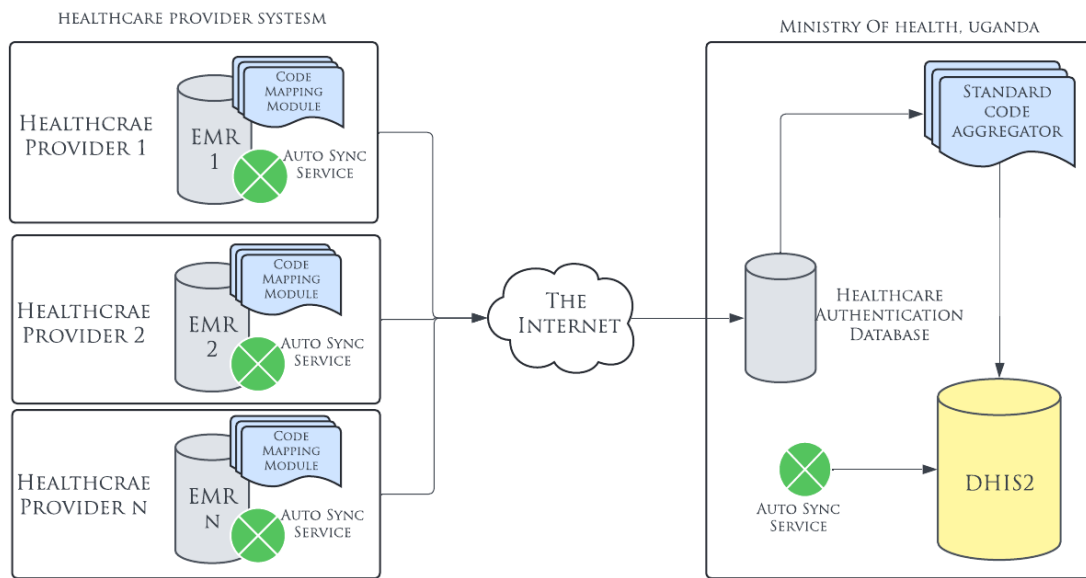 HEALTHCARE PROVIDER SYSTESM
HEALTHCRAE
PROVIDER 1
EMR
1
CODE
MAPPING
MODULE
AUTO SYNC
SERVICE
HEALTHCRAE
PROVIDER 2
EMR
2
CODE
MAPPING
MODULE
AUTO SYNC
SERVICE
HEALTHCRAE
PROVIDER N
EMR
N
CODE
MAPPING
MODULE
AUTO SYNC
SERVICE
THE
INTERNET
MINISTRY OF HEALTH, UGANDA
STANDARD
CODE
AGGREGATOR
HEALTHCARE
AUTHENTICATION
DATABASE
AUTO SYNC
SERVICE
DHIS2